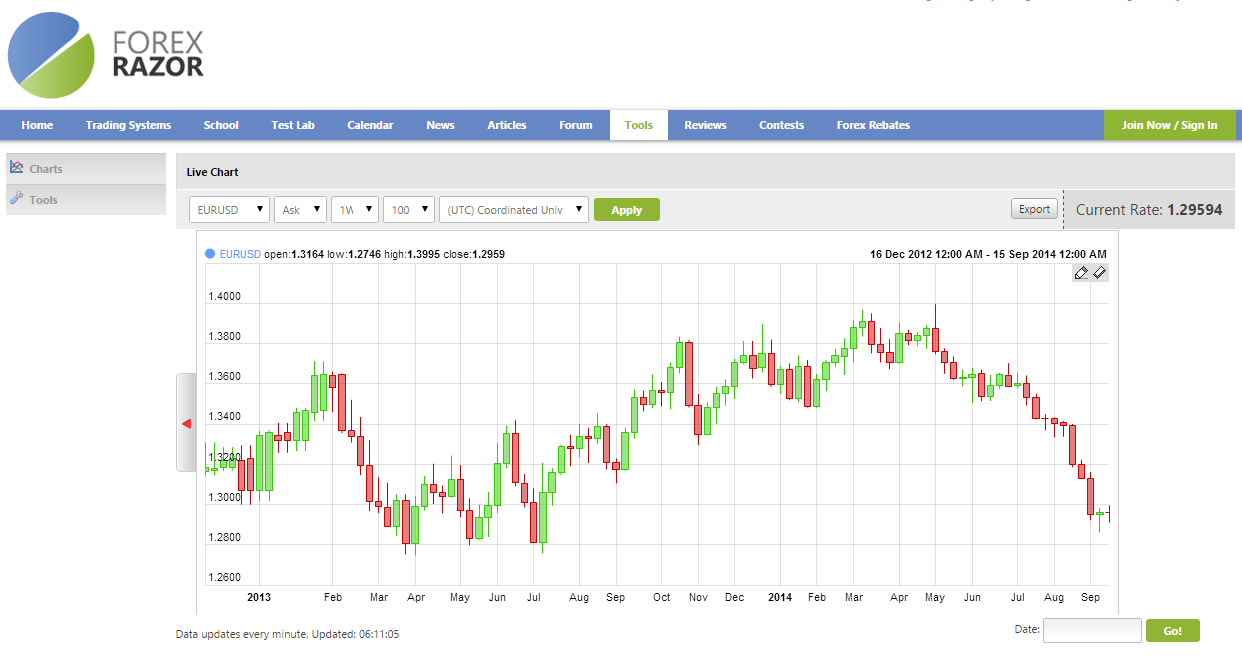 FOREX
RAZOR
Home Trading Systems School Test Lab Calendar News Articles Forum Tools Reviews Contests Forex Rebates Join Now / Sign In
Charts
Tools
Live Chart
EURUSD Ask 1W 100 (UTC) Coordinated Univ Apply Export Current Rate: 1.29594
EURUSD open:1.3164 low:1.2746 high:1.3995 close:1.2959 16 Dec 2012 12:00 AM - 15 Sep 2014 12:00 AM
1.4000
1.3800
1.3600
1.3400
1.3200
1.3000
1.2800
1.2600
2013 Feb Mar Apr May Jun Jul Aug Sep Oct Nov Dec 2014 Feb Mar Apr May Jun Jul Aug Sep
Data updates every minute. Updated: 06:11:05
Date: Go!